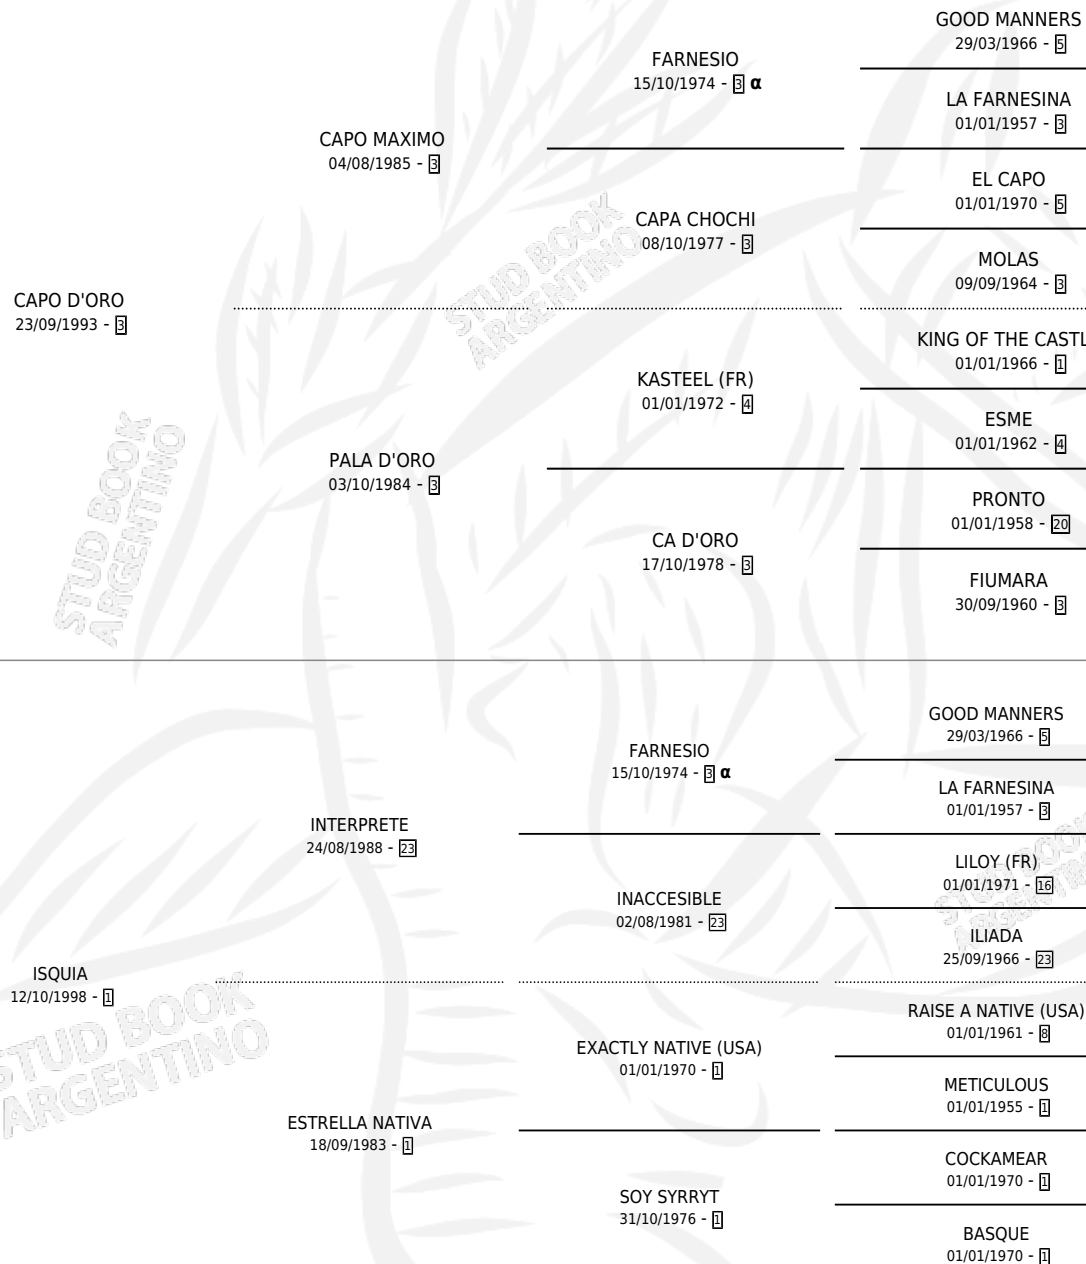 GOOD MANNERS
29/03/1966 - 5
FARNESIO
15/10/1974 - 3 α
LA FARNESINA
01/01/1957 - 3
CAPO MAXIMO
04/08/1985 - 3
EL CAPO
01/01/1970 - 5
CAPA CHOCHI
08/10/1977 - 3
MOLAS
09/09/1964 - 3
CAPO D'ORO
23/09/1993 - 3
KING OF THE CASTL
01/01/1966 - 1
KASTEEL (FR)
01/01/1972 - 4
ESME
01/01/1962 - 4
PALA D'ORO
03/10/1984 - 3
PRONTO
01/01/1958 - 20
CA D'ORO
17/10/1978 - 3
FIUMARA
30/09/1960 - 3
GOOD MANNERS
29/03/1966 - 5
FARNESIO
15/10/1974 - 3 α
LA FARNESINA
01/01/1957 - 3
INTERPRETE
24/08/1988 - 23
LILOY (FR)
01/01/1971 - 16
INACCESIBLE
02/08/1981 - 23
ILIADA
25/09/1966 - 23
ISQUIA
12/10/1998 - 1
RAISE A NATIVE (USA)
01/01/1961 - 8
EXACTLY NATIVE (USA)
01/01/1970 - 1
METICULOUS
01/01/1955 - 1
ESTRELLA NATIVA
18/09/1983 - 1
COCKAMEAR
01/01/1970 - 1
SOY SYRRYT
31/10/1976 - 1
BASQUE
01/01/1970 - 1
STUD BOOK
ARGENTINO
STUD BOOK
ARGENTINO
STUD BOOK
ARGENTINO
STUD BOOK
ARGENTINO